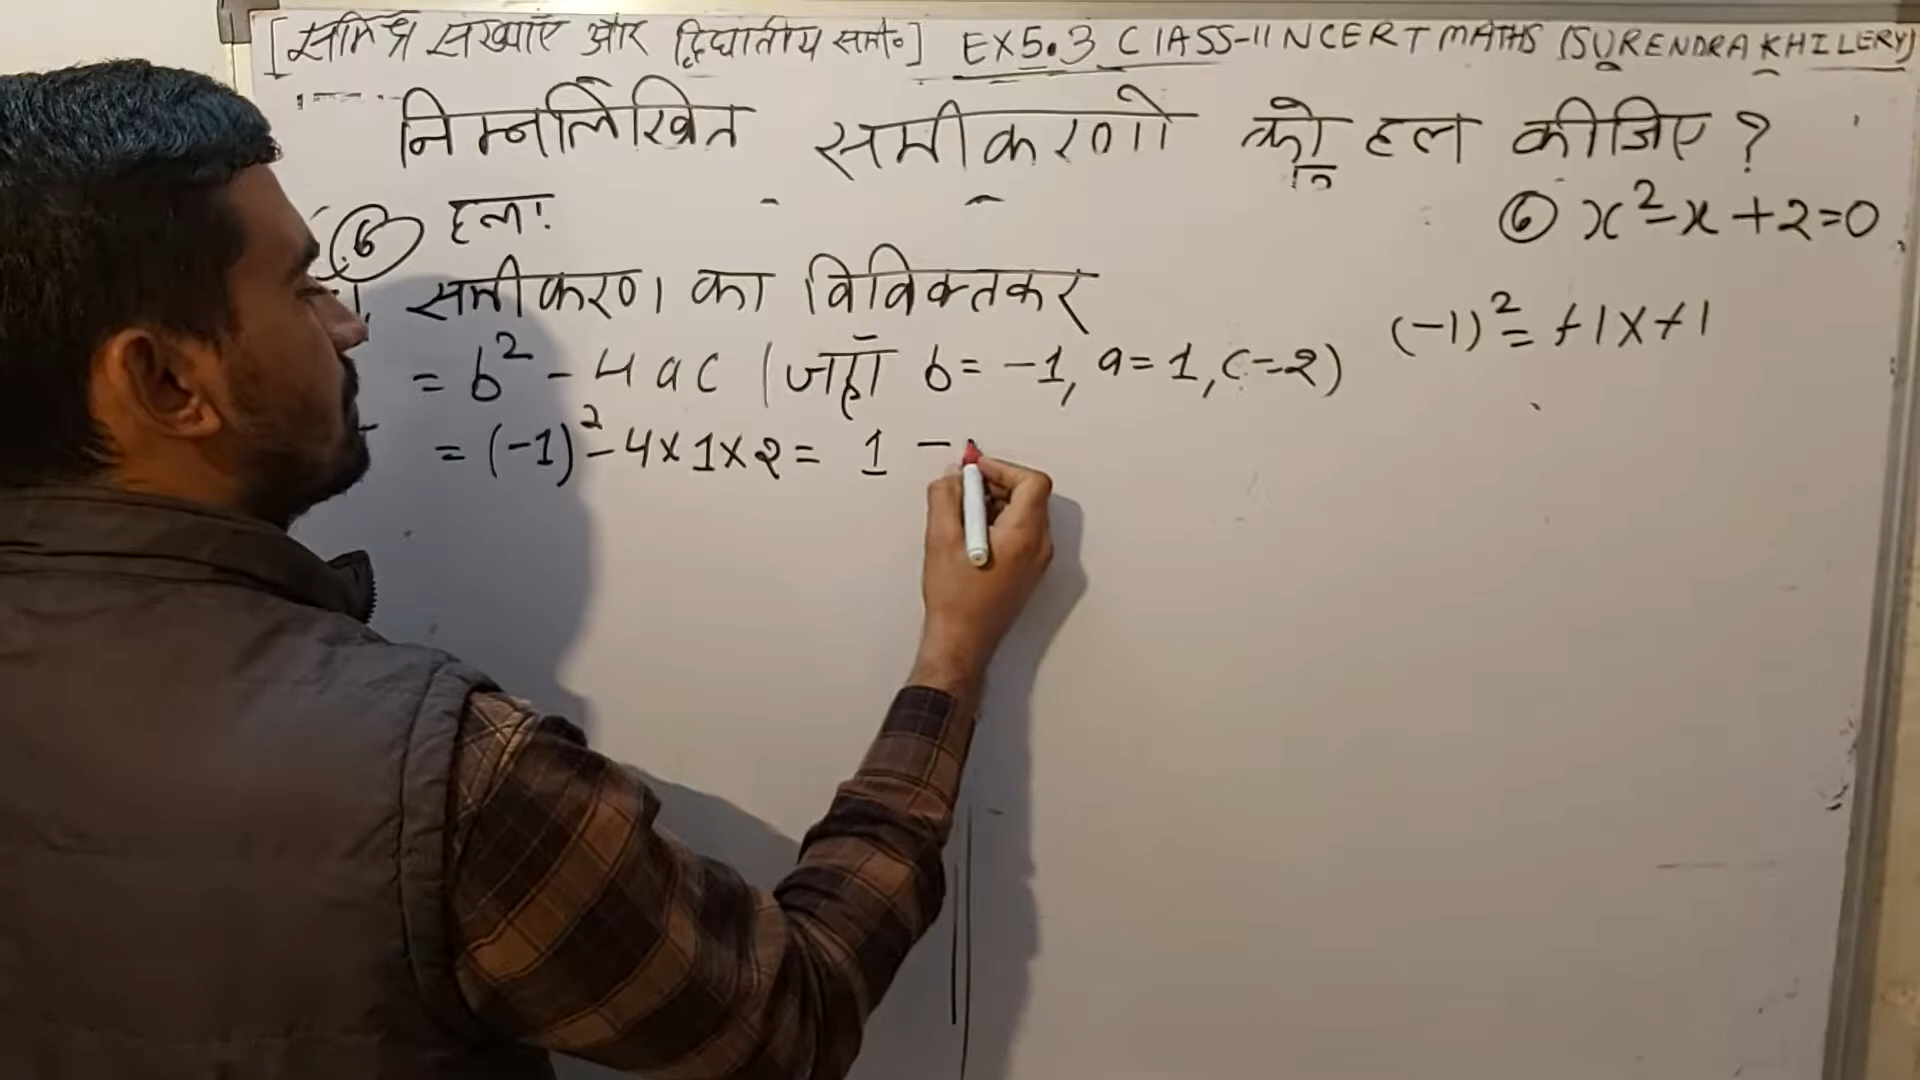 [सम्मिश्र संख्याएँ और द्विघातीय समी०] EX5.3 CLASS-11 NCERT MATHS (SURENDRA KHILERY)
निम्नलिखित समीकरणों को हल कीजिए ?
⑥ x² - x + 2 = 0
⑥ हल:
समीकरण का विविक्तकर
(-1)² = +1x+1
= b² - 4ac (जहाँ b = -1, a = 1, c = 2)
= (-1)² - 4 x 1 x 2 = 1 -